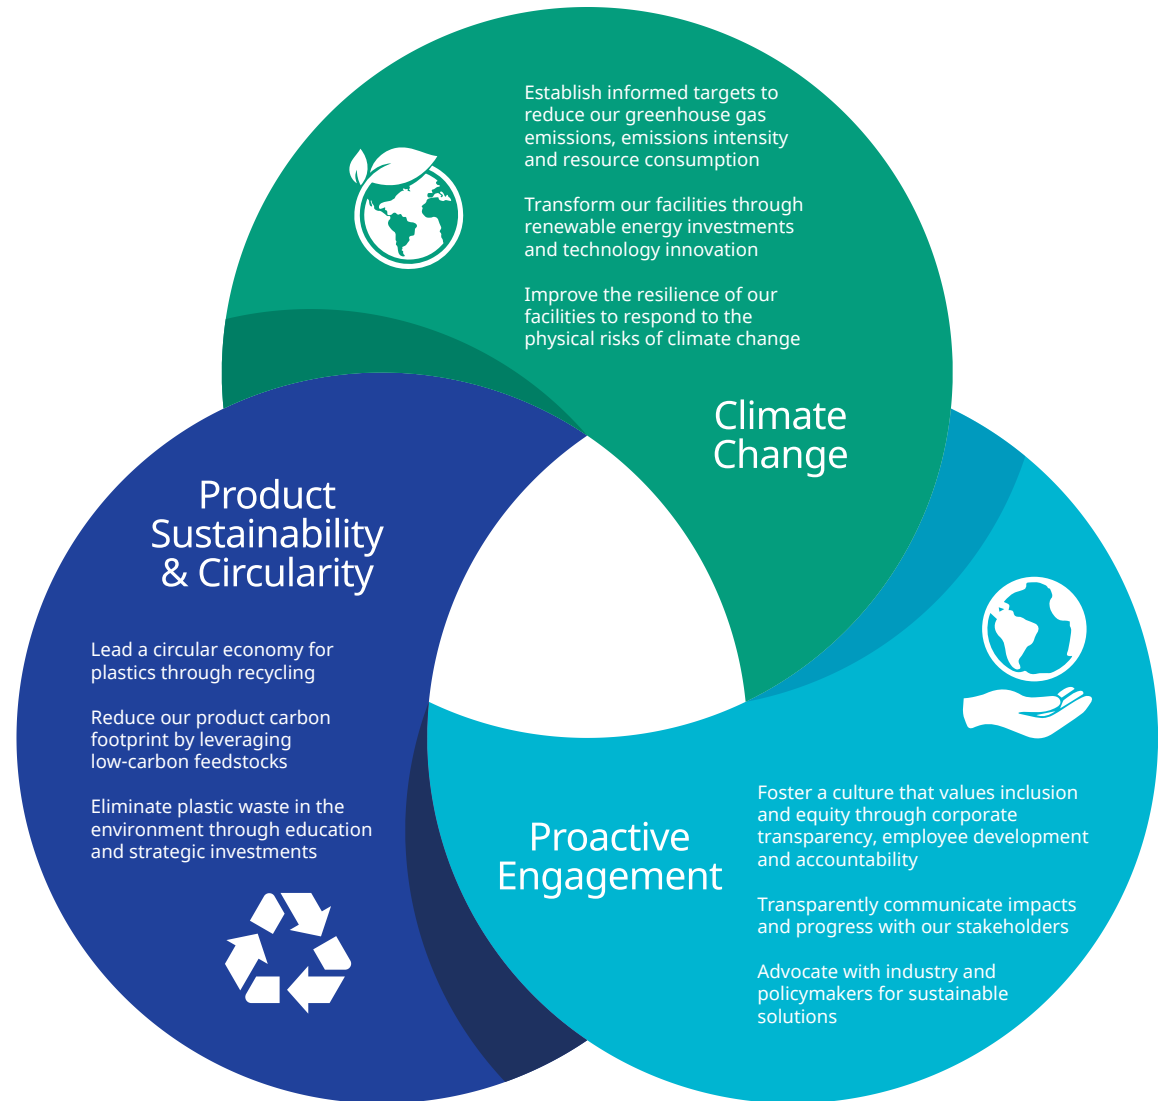 Establish informed targets to
reduce our greenhouse gas
emissions, emissions intensity
and resource consumption
Transform our facilities through
renewable energy investments
and technology innovation
Improve the resilience of our
facilities to respond to the
physical risks of climate change
Climate
Change
Product
Sustainability
& Circularity
Lead a circular economy for
plastics through recycling
Reduce our product carbon
footprint by leveraging
low-carbon feedstocks
Eliminate plastic waste in the
environment through education
and strategic investments
Proactive
Engagement
Foster a culture that values inclusion
and equity through corporate
transparency, employee development
and accountability
Transparently communicate impacts
and progress with our stakeholders
Advocate with industry and
policymakers for sustainable
solutions